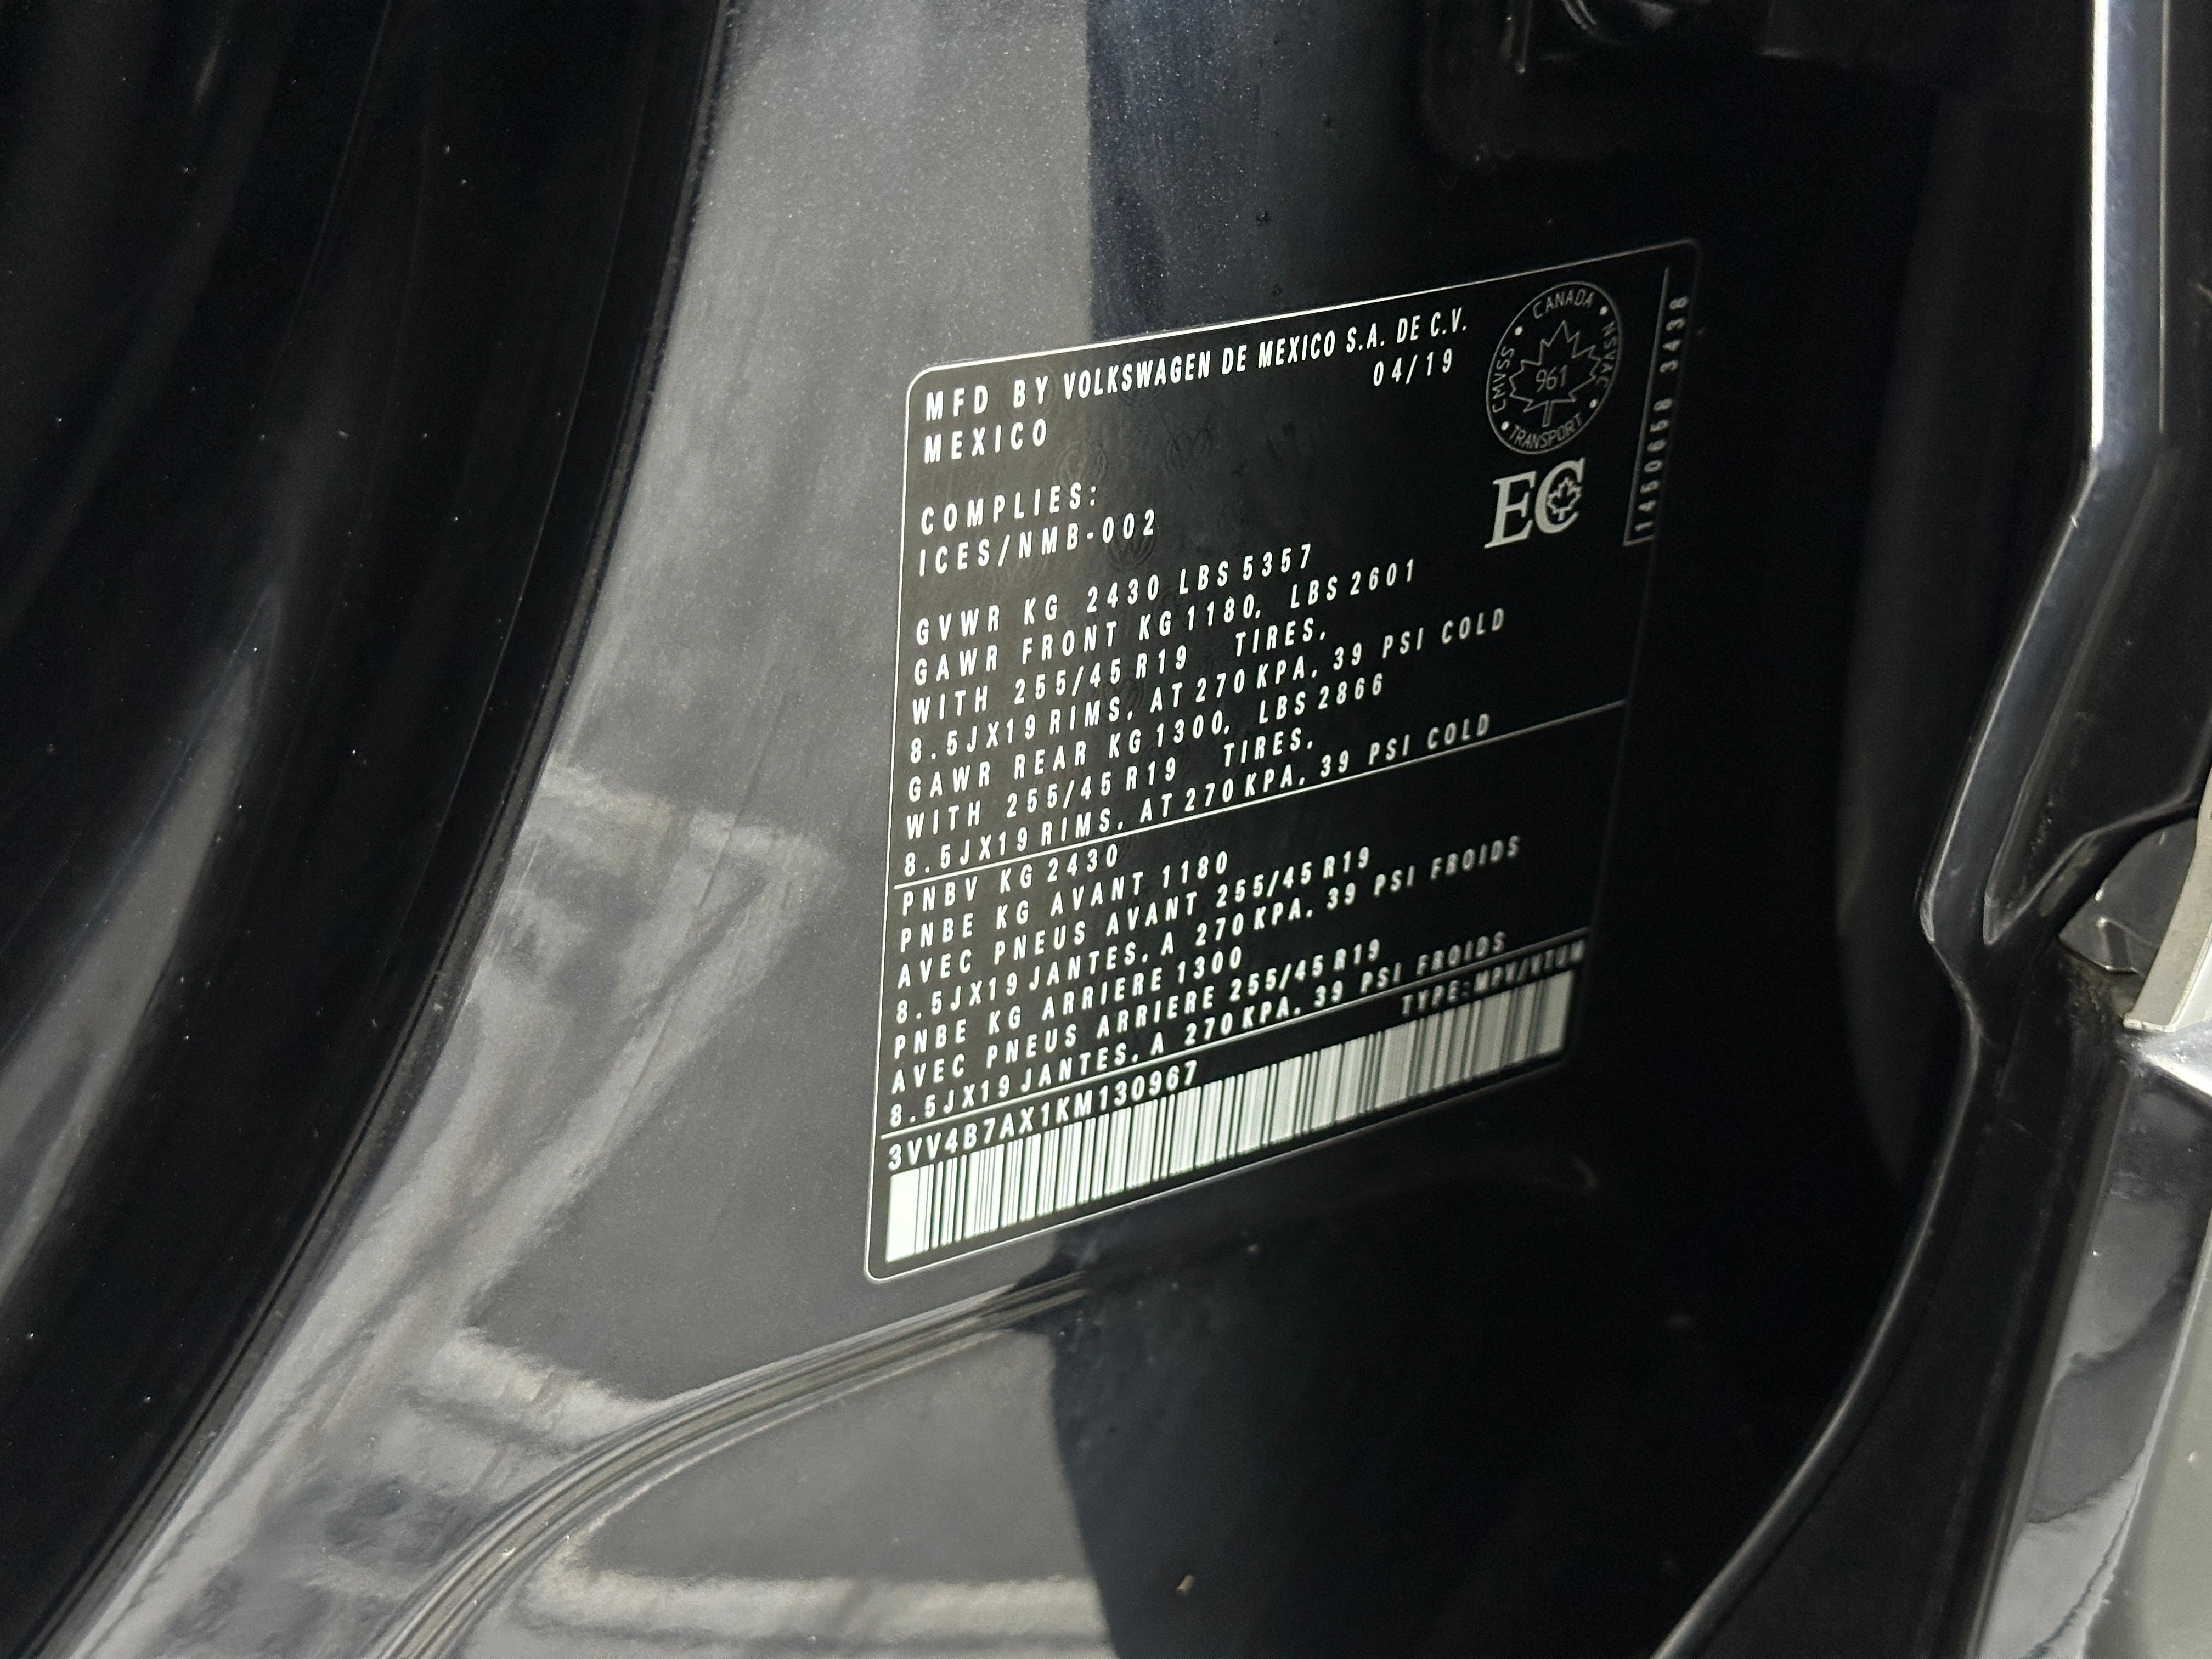 MFD BY VOLKSWAGEN DE MEXICO S.A. DE C.V.
MEXICO 04/19
CANADA
NSVAC
TRANSPORT
CMVSS
961
EC
COMPLIES:
ICES/NMB-002
GVWR KG 2430 LBS 5357
GAWR FRONT KG 1180, LBS 2601
WITH 255/45 R19 TIRES,
8.5JX19 RIMS, AT 270 KPA, 39 PSI COLD
GAWR REAR KG 1300, LBS 2866
WITH 255/45 R19 TIRES,
8.5JX19 RIMS, AT 270 KPA, 39 PSI COLD
PNBV KG 2430
PNBE KG AVANT 1180
AVEC PNEUS AVANT 255/45 R19
8.5JX19 JANTES, A 270 KPA, 39 PSI FROIDS
PNBE KG ARRIERE 1300
AVEC PNEUS ARRIERE 255/45 R19
8.5JX19 JANTES, A 270 KPA, 39 PSI FROIDS
3VV4B7AX1KM130967 TYPE:MPV/VTUM